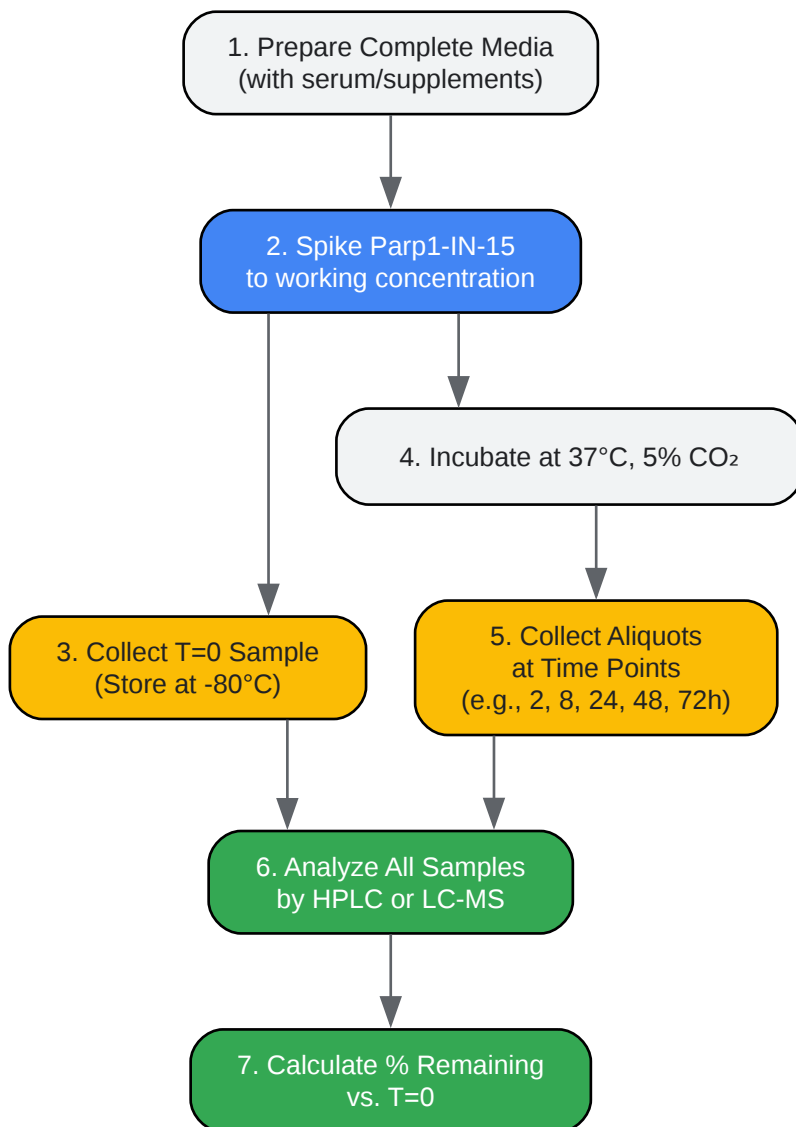 1. Prepare Complete Media
(with serum/supplements)
2. Spike Parp1-IN-15
to working concentration
4. Incubate at 37°C, 5% CO₂
3. Collect T=0 Sample
(Store at -80°C)
5. Collect Aliquots
at Time Points
(e.g., 2, 8, 24, 48, 72h)
6. Analyze All Samples
by HPLC or LC-MS
7. Calculate % Remaining
vs. T=0